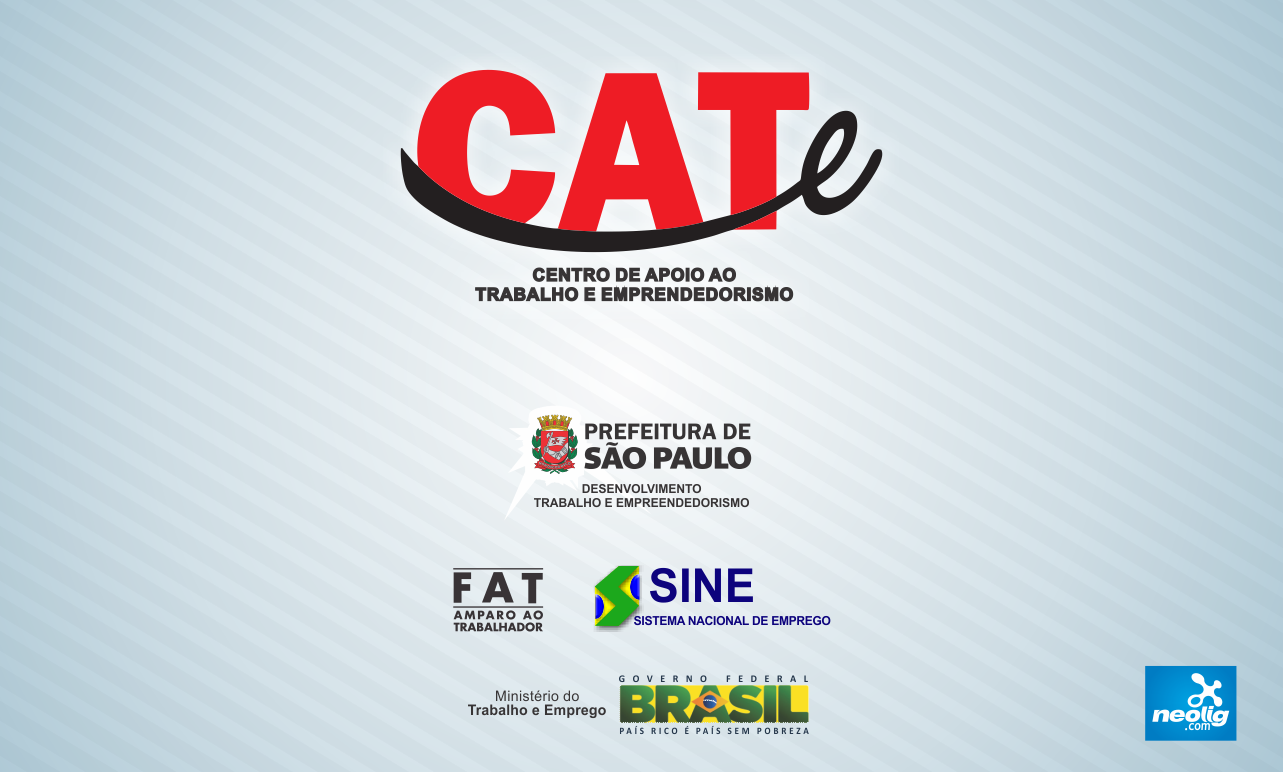 CATe
CENTRO DE APOIO AO
TRABALHO E EMPRENDEDORISMO
PREFEITURA DE
SÃO PAULO
DESENVOLVIMENTO
TRABALHO E EMPREENDEDORISMO
FAT
AMPARO AO
TRABALHADOR
SINE
SISTEMA NACIONAL DE EMPREGO
Ministério do
Trabalho e Emprego
GOVERNO FEDERAL
BRASIL
PAÍS RICO É PAÍS SEM POBREZA
neolig
.com